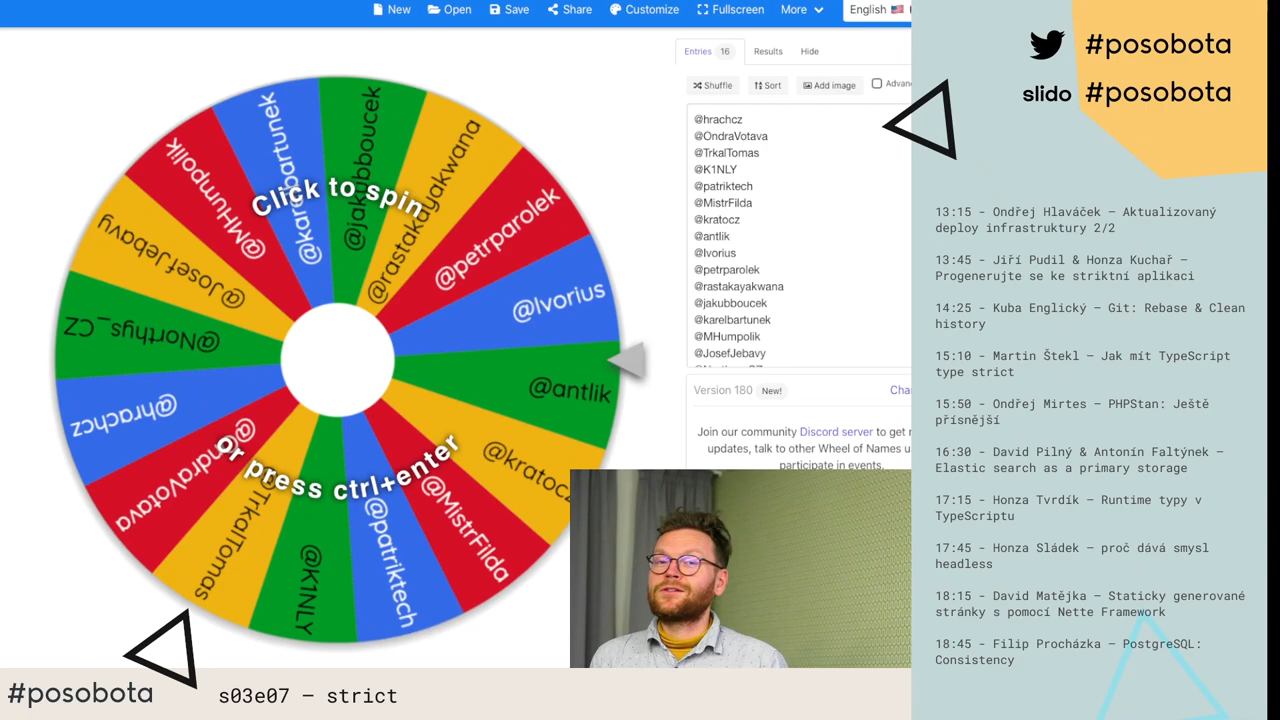 New Open Save Share Customize Fullscreen More English
Entries 16 Results Hide
Shuffle Sort Add image
@hrachcz
@OndraVotava
@TrkalTomas
@K1NLY
@patriktech
@MistrFilda
@kratocz
@antlik
@Ivorius
@petrparolek
@rastakayakwana
@jakubboucek
@karelbartunek
@MHumpolik
@JosefJebavy
Version 180 New!
Join our community Discord server to get
updates, talk to other Wheel of Names
participate in events.
Click to spin
or press ctrl+enter
@jakubboucek
@rastakayakwana
@petrparolek
@Ivorius
@antlik
@kratocz
@MistrFilda
@patriktech
@K1NLY
@TrkalTomas
@OndraVotava
@hrachcz
@Northys_CZ
@JosefJebavy
@MHumpolik
@karelbartunek
#posobota
slido #posobota
13:15 - Ondřej Hlaváček – Aktualizovaný
deploy infrastruktury 2/2
13:45 - Jiří Pudil & Honza Kuchař –
Progenerujte se ke striktní aplikaci
14:25 - Kuba Englický – Git: Rebase & Clean
history
15:10 - Martin Štekl – Jak mít TypeScript
type strict
15:50 - Ondřej Mirtes – PHPStan: Ještě
přísnější
16:30 - David Pilný & Antonín Faltýnek –
Elastic search as a primary storage
17:15 - Honza Tvrdík – Runtime typy v
TypeScriptu
17:45 - Honza Sládek – proč dává smysl
headless
18:15 - David Matějka – Staticky generované
stránky s pomocí Nette Framework
18:45 - Filip Procházka – PostgreSQL:
Consistency
#posobota s03e07 – strict